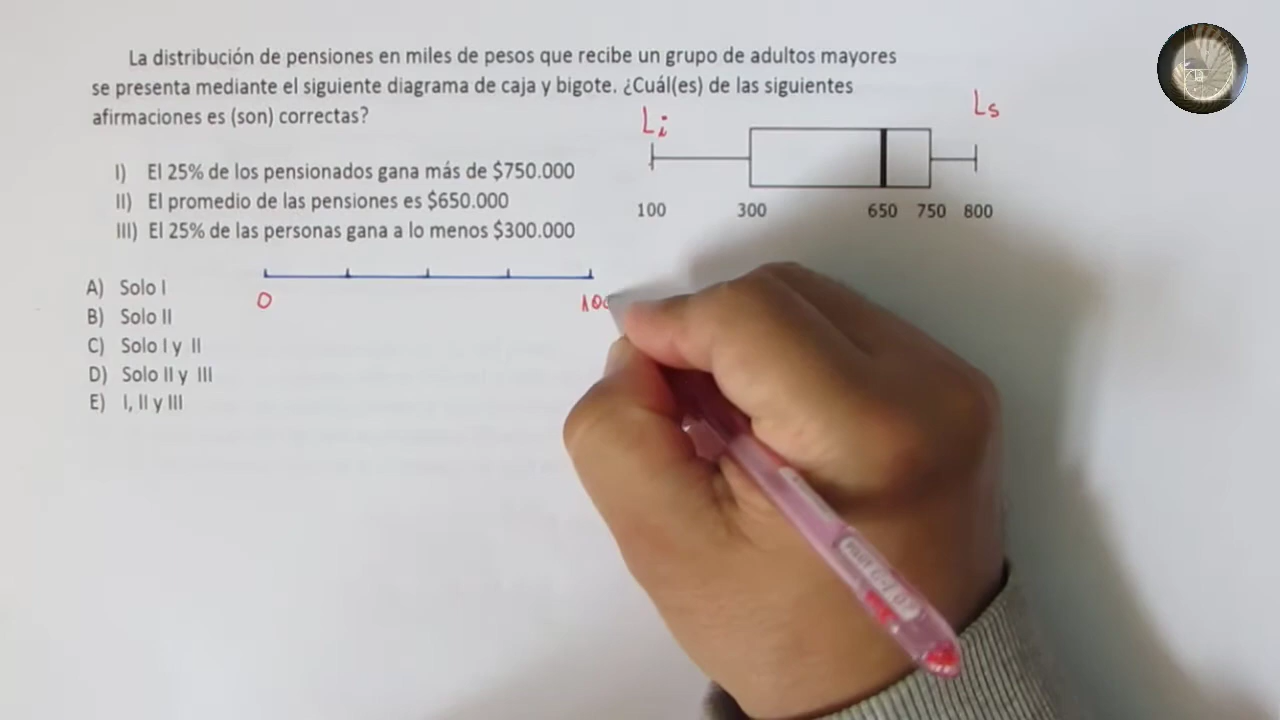 La distribución de pensiones en miles de pesos que recibe un grupo de adultos mayores
se presenta mediante el siguiente diagrama de caja y bigote. ¿Cuál(es) de las siguientes
afirmaciones es (son) correctas?
Li
Ls
I) El 25% de los pensionados gana más de $750.000
II) El promedio de las pensiones es $650.000
III) El 25% de las personas gana a lo menos $300.000
100 300 650 750 800
0 100
A) Solo I
B) Solo II
C) Solo I y II
D) Solo II y III
E) I, II y III